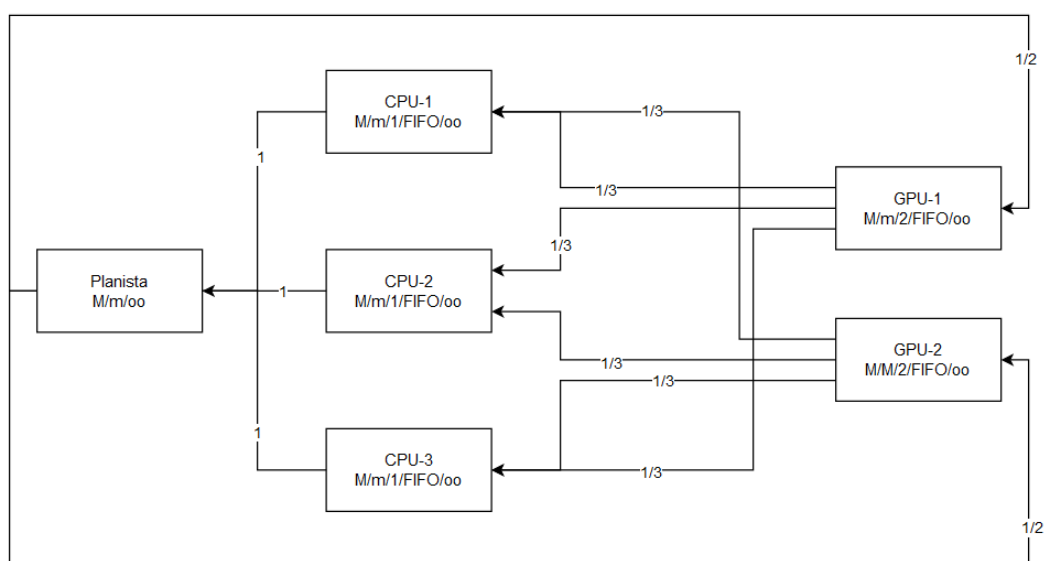 1/2
CPU-1
M/m/1/FIFO/oo
1/3
1
1/3
GPU-1
M/m/2/FIFO/oo
1/3
Planista
M/m/oo
1
CPU-2
M/m/1/FIFO/oo
GPU-2
M/M/2/FIFO/oo
1/3
1/3
1
CPU-3
M/m/1/FIFO/oo
1/3
1/2